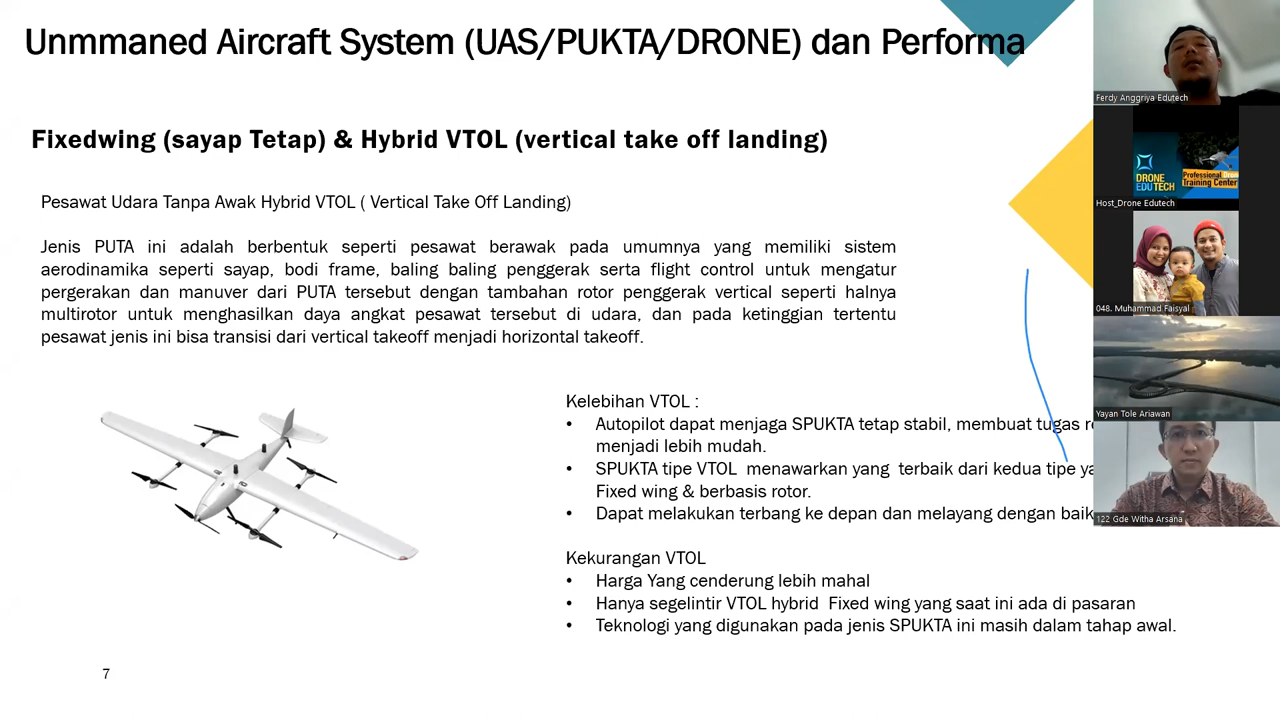 Unmmaned Aircraft System (UAS/PUKTA/DRONE) dan Performa
Fixedwing (sayap Tetap) & Hybrid VTOL (vertical take off landing)
Pesawat Udara Tanpa Awak Hybrid VTOL ( Vertical Take Off Landing)
Jenis PUTA ini adalah berbentuk seperti pesawat berawak pada umumnya yang memiliki sistem
aerodinamika seperti sayap, bodi frame, baling baling penggerak serta flight control untuk mengatur
pergerakan dan manuver dari PUTA tersebut dengan tambahan rotor penggerak vertical seperti halnya
multirotor untuk menghasilkan daya angkat pesawat tersebut di udara, dan pada ketinggian tertentu
pesawat jenis ini bisa transisi dari vertical takeoff menjadi horizontal takeoff.
Kelebihan VTOL :
• Autopilot dapat menjaga SPUKTA tetap stabil, membuat tugas
menjadi lebih mudah.
• SPUKTA tipe VTOL menawarkan yang terbaik dari kedua tipe
Fixed wing & berbasis rotor.
• Dapat melakukan terbang ke depan dan melayang dengan baik
Kekurangan VTOL
• Harga Yang cenderung lebih mahal
• Hanya segelintir VTOL hybrid Fixed wing yang saat ini ada di pasaran
• Teknologi yang digunakan pada jenis SPUKTA ini masih dalam tahap awal.
7
Ferdy Anggriya Edutech
DRONE
EDUTECH
Professional Drone
Training Center
Host_Drone Edutech
048. Muhammad Faisyal
Yayan Tole Ariawan
122 Gde Witha Arsana